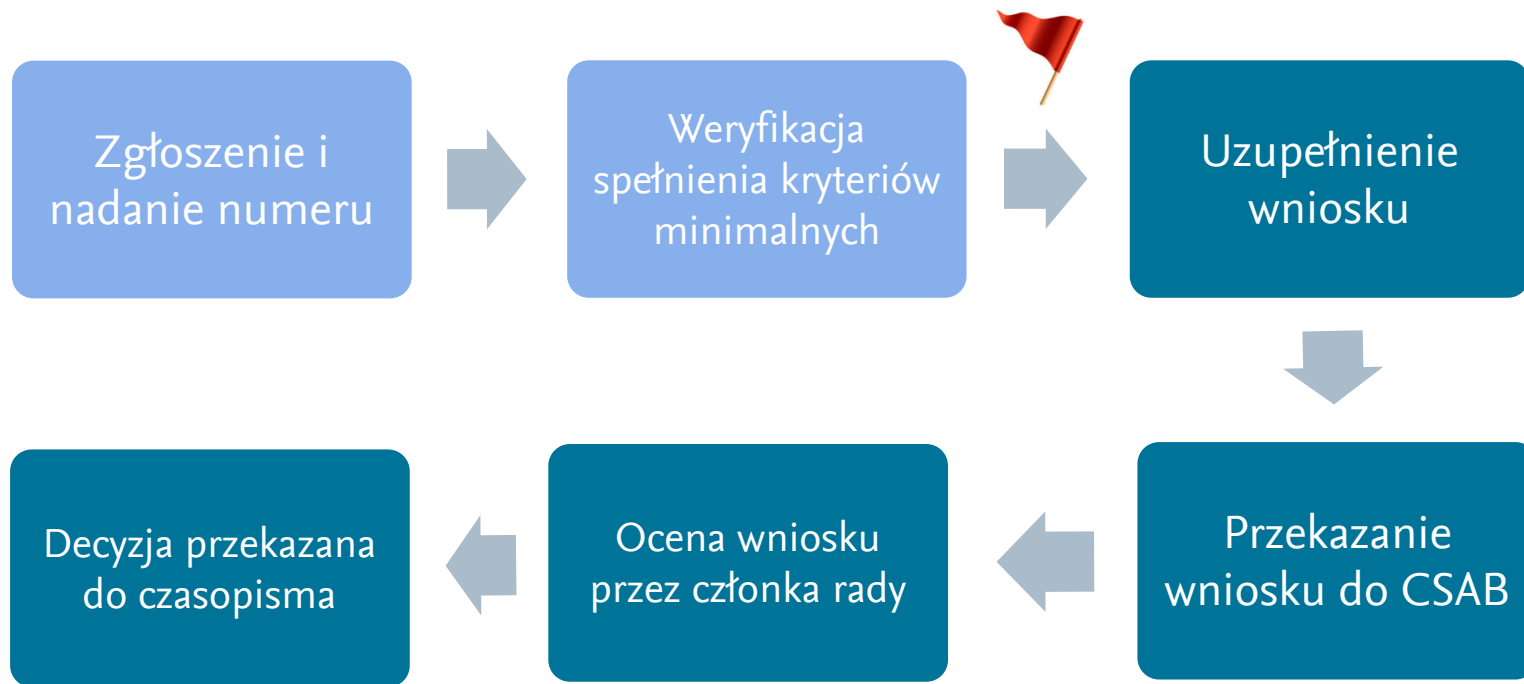 Zgłoszenie i
nadanie numeru
Weryfikacja
spełnienia kryteriów
minimalnych
Uzupełnienie
wniosku
Przekazanie
wniosku do CSAB
Ocena wniosku
przez członka rady
Decyzja przekazana
do czasopisma